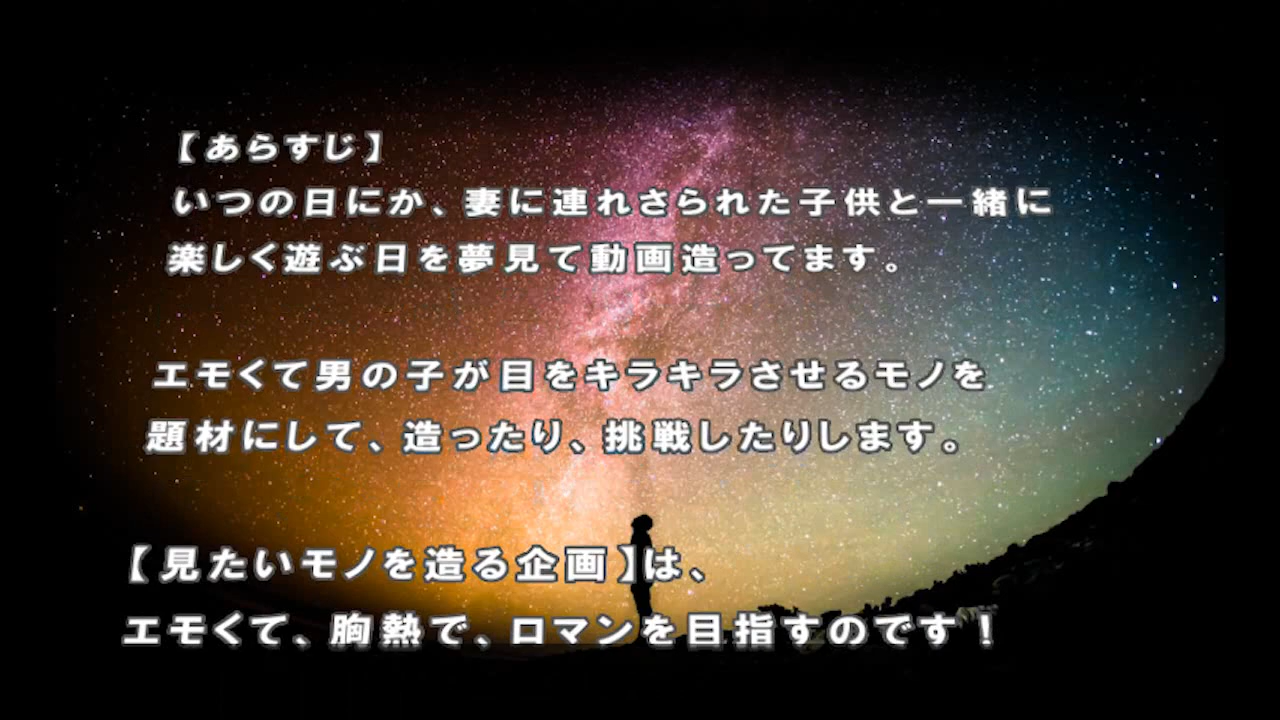 【あらすじ】
いつの日にか、妻に連れさられた子供と一緒に
楽しく遊ぶ日を夢見て動画造ってます。
エモくて男の子が目をキラキラさせるモノを
題材にして、造ったり、挑戦したりします。
【見たいモノを造る企画】は、
エモくて、胸熱で、ロマンを目指すのです！